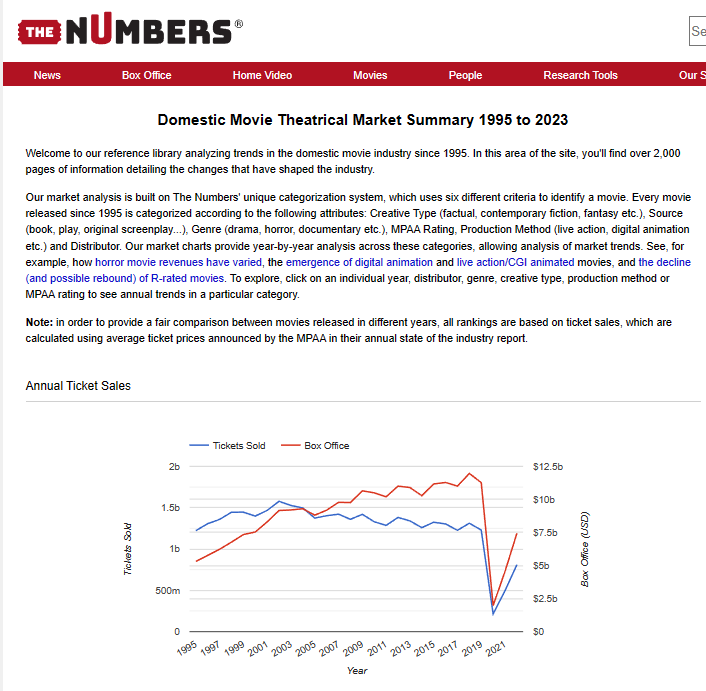 THE NUMBERS®
Se
News Box Office Home Video Movies People Research Tools Our S
Domestic Movie Theatrical Market Summary 1995 to 2023
Welcome to our reference library analyzing trends in the domestic movie industry since 1995. In this area of the site, you'll find over 2,000
pages of information detailing the changes that have shaped the industry.
Our market analysis is built on The Numbers' unique categorization system, which uses six different criteria to identify a movie. Every movie
released since 1995 is categorized according to the following attributes: Creative Type (factual, contemporary fiction, fantasy etc.), Source
(book, play, original screenplay...), Genre (drama, horror, documentary etc.), MPAA Rating, Production Method (live action, digital animation
etc.) and Distributor. Our market charts provide year-by-year analysis across these categories, allowing analysis of market trends. See, for
example, how horror movie revenues have varied, the emergence of digital animation and live action/CGI animated movies, and the decline
(and possible rebound) of R-rated movies. To explore, click on an individual year, distributor, genre, creative type, production method or
MPAA rating to see annual trends in a particular category.
Note: in order to provide a fair comparison between movies released in different years, all rankings are based on ticket sales, which are
calculated using average ticket prices announced by the MPAA in their annual state of the industry report.
Annual Ticket Sales
Tickets Sold Box Office
2b $12.5b
$10b
1.5b
$7.5b
1b
$5b
500m
$2.5b
0 $0
Tickets Sold
Box Office (USD)
1995 1997 1999 2001 2003 2005 2007 2009 2011 2013 2015 2017 2019 2021
Year